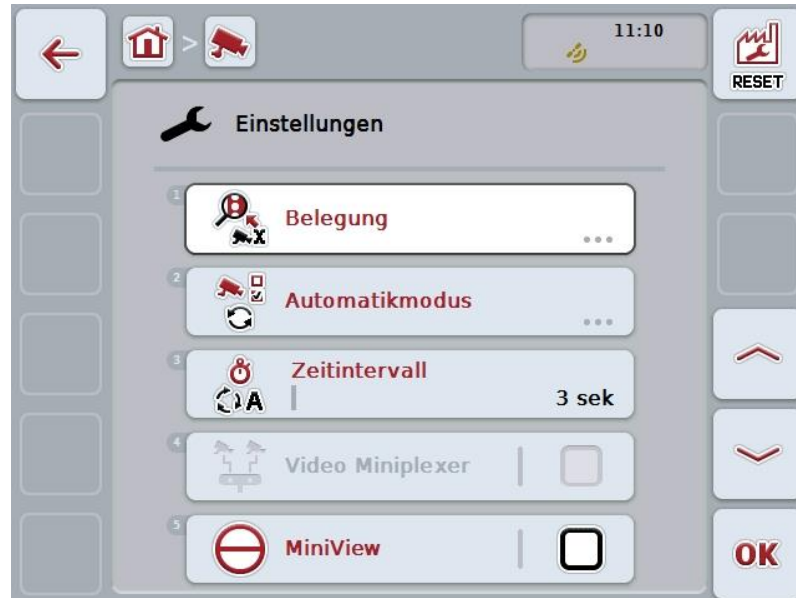 11:10
RESET
Einstellungen
1
Belegung
...
2
Automatikmodus
...
3
Zeitintervall
A
3 sek
4
Video Miniplexer
5
MiniView
OK